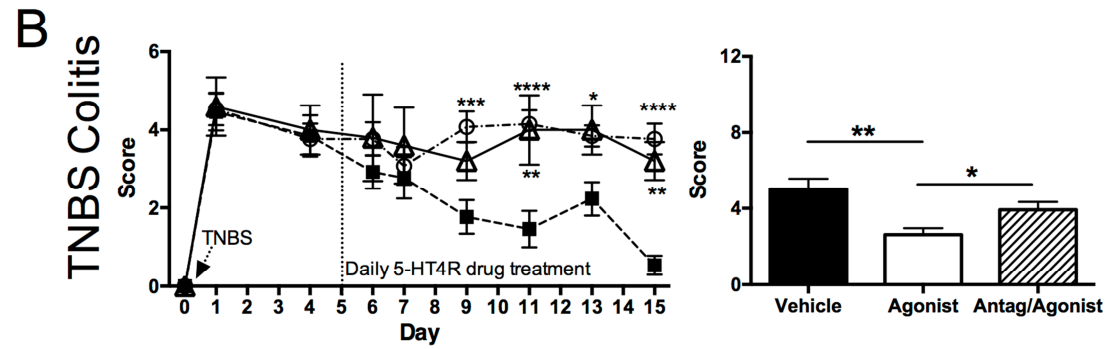 B
TNBS Colitis
Score
6
4
2
0
***
****
*
****
**
**
TNBS
Daily 5-HT4R drug treatment
0 1 2 3 4 5 6 7 8 9 10 11 12 13 14 15
Day
Score
12
8
4
0
**
*
Vehicle Agonist Antag/Agonist